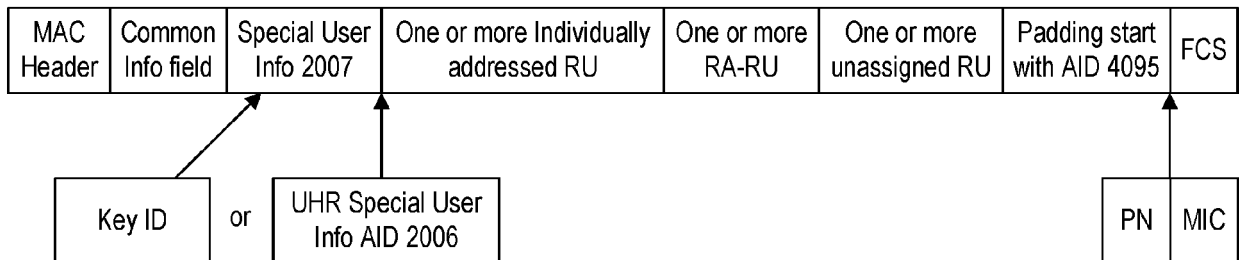 MAC Header
Common Info field
Special User Info 2007
One or more Individually addressed RU
One or more RA-RU
One or more unassigned RU
Padding start with AID 4095
FCS
Key ID
or
UHR Special User Info AID 2006
PN
MIC